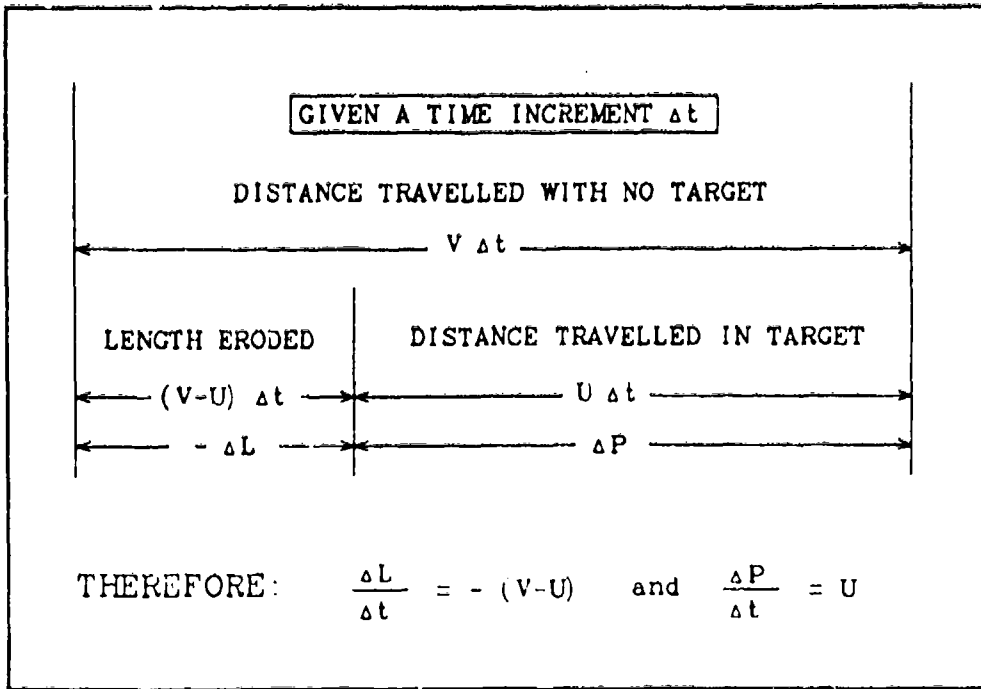 GIVEN A TIME INCREMENT Δt
DISTANCE TRAVELLED WITH NO TARGET
V Δt
LENGTH ERODED DISTANCE TRAVELLED IN TARGET
(V-U) Δt U Δt
- ΔL ΔP
THEREFORE: ΔL/Δt = - (V-U) and ΔP/Δt = U